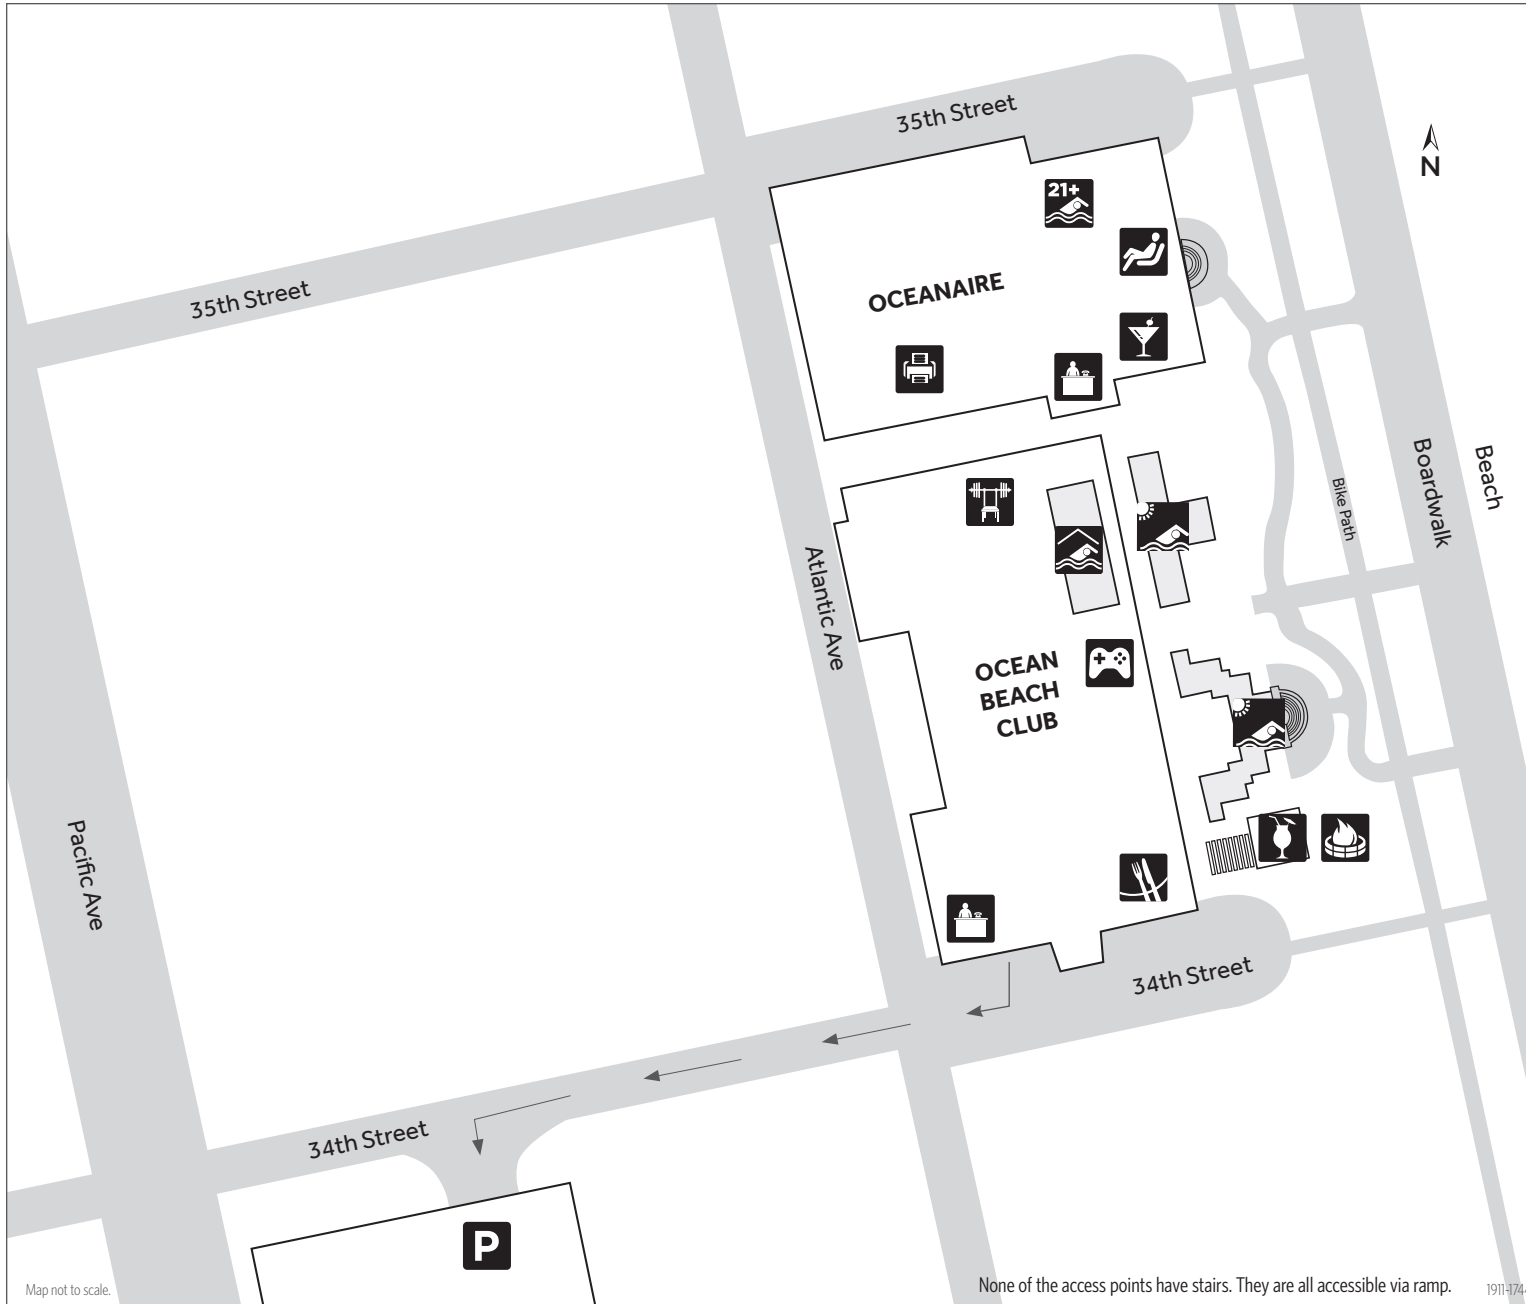 35th Street
N
21+
35th Street
OCEANAIRE
Beach
Boardwalk
Bike Path
Atlantic Ave
OCEAN
BEACH
CLUB
Pacific Ave
34th Street
34th Street
P
Map not to scale.
None of the access points have stairs. They are all accessible via ramp.